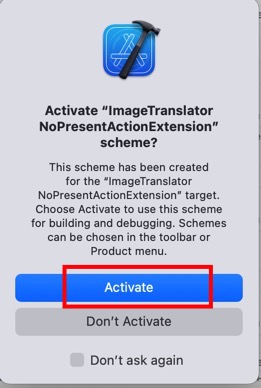 Activate “ImageTranslator
NoPresentActionExtension”
scheme?
This scheme has been created
for the “ImageTranslator
NoPresentActionExtension” target.
Choose Activate to use this scheme
for building and debugging. Schemes
can be chosen in the toolbar or
Product menu.
Activate
Don’t Activate
Don’t ask again